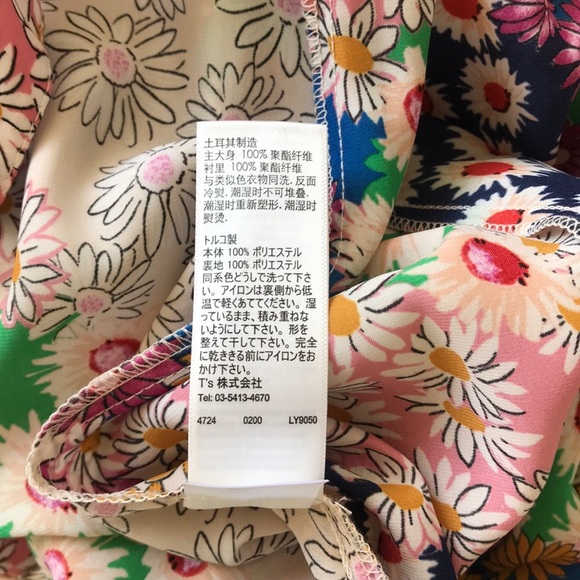 土耳其制造
主大身 100% 聚酯纤维
衬里 100% 聚酯纤维
与类似色衣物同洗. 反面
冷熨. 潮湿时不可堆叠.
潮湿时重新塑形. 潮湿时
熨烫.
トルコ製
本体 100% ポリエステル
裏地 100% ポリエステル
同系色どうしで洗って下さ
い。アイロンは裏側から低
温で軽くあててください。湿
っているまま、積み重ねな
いようにして下さい。形を
整えて干して下さい。完全
に乾ききる前にアイロンをお
かけ下さい。
T's 株式会社
Tel: 03-5413-4670
4724 0200 LY9050